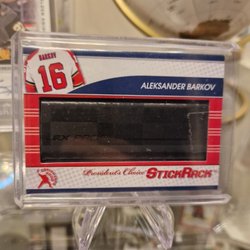 BARKOV
16
ALEKSANDER BARKOV
President's Choice STICKRACK